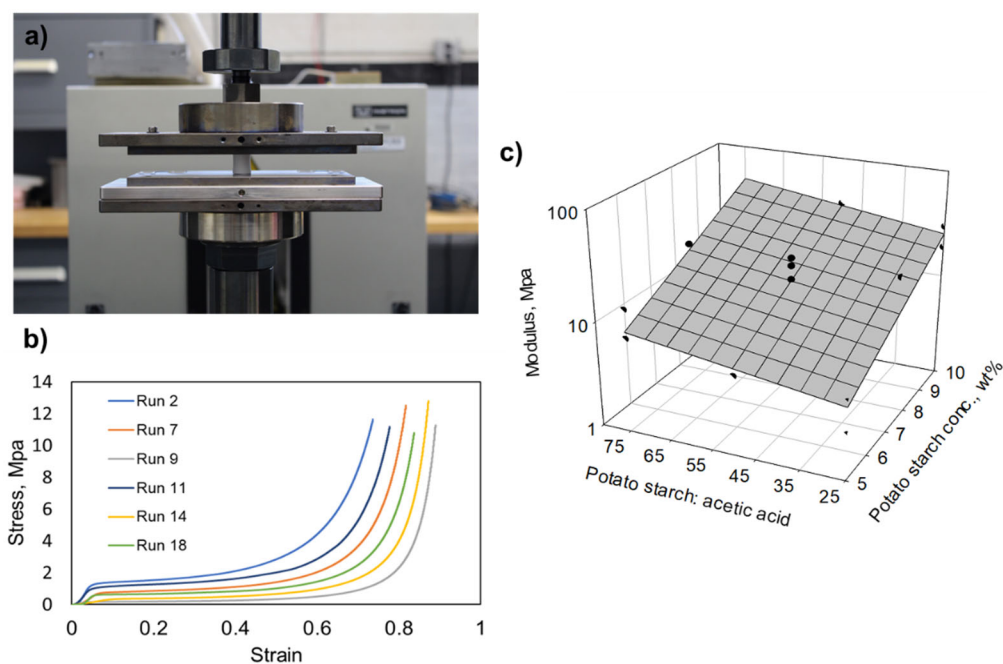 a)
b)
14
12
10
8
6
4
2
0
Stress, Mpa
Run 2
Run 7
Run 9
Run 11
Run 14
Run 18
0
0.2
0.4
0.6
0.8
1
Strain
c)
100
10
1
Modulus, Mpa
75
65
55
45
35
25
Potato starch: acetic acid
5
6
7
8
9
10
Potato starch conc., wt%